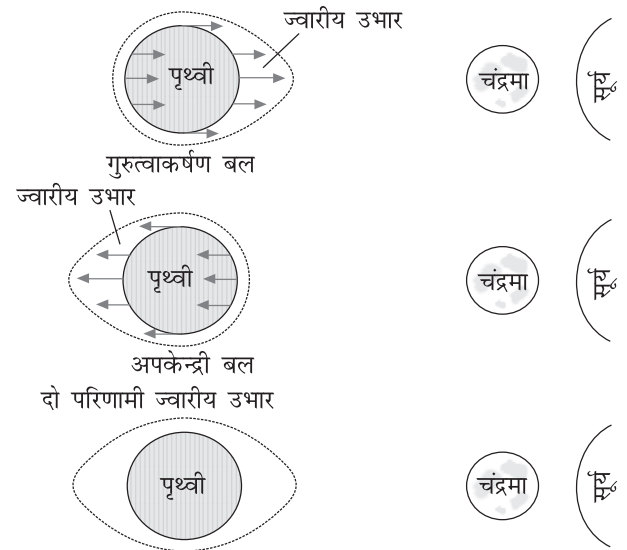 ज्वारीय उभार
पृथ्वी
चंद्रमा
सूर्य
गुरुत्वाकर्षण बल
ज्वारीय उभार
पृथ्वी
चंद्रमा
सूर्य
अपकेन्द्री बल
दो परिणामी ज्वारीय उभार
पृथ्वी
चंद्रमा
सूर्य